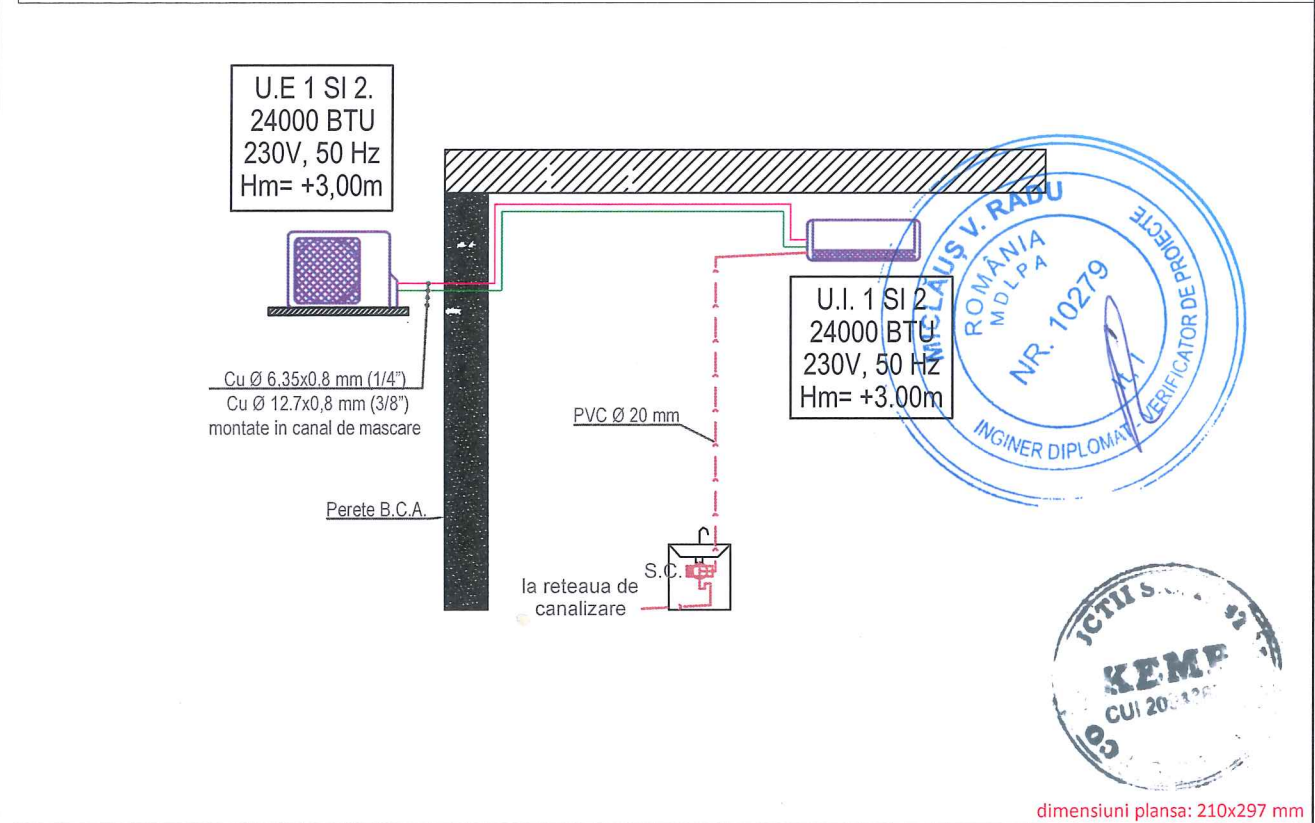 U.E 1 SI 2.
24000 BTU
230V, 50 Hz
Hm= +3,00m
MICLĂUȘ V. RADU
INGINER DIPLOMAT - VERIFICATOR DE PROIECTE
ROMÂNIA
MDLPA
NR. 10279
U.I. 1 SI 2
24000 BTU
230V, 50 Hz
Hm= +3.00m
Cu Ø 6,35x0,8 mm (1/4")
Cu Ø 12.7x0,8 mm (3/8")
montate in canal de mascare
PVC Ø 20 mm
Perete B.C.A.
S.C.
la reteaua de
canalizare
KEMP
CUI
dimensiuni plansa: 210x297 mm